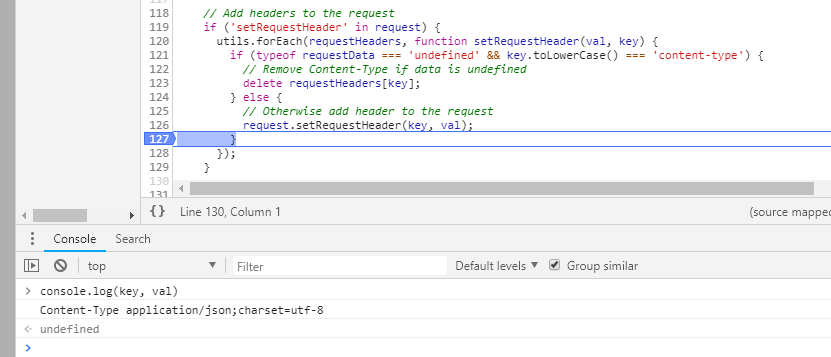 118 // Add headers to the request
119 if ('setRequestHeader' in request) {
120 utils.forEach(requestHeaders, function setRequestHeader(val, key) {
121 if (typeof requestData === 'undefined' && key.toLowerCase() === 'content-type') {
122 // Remove Content-Type if data is undefined
123 delete requestHeaders[key];
124 } else {
125 // Otherwise add header to the request
126 request.setRequestHeader(key, val);
127 }
128 });
129 }
130
131
{} Line 130, Column 1 (source mapped
Console Search
top Filter Default levels Group similar
> console.log(key, val)
Content-Type application/json;charset=utf-8
undefined
>